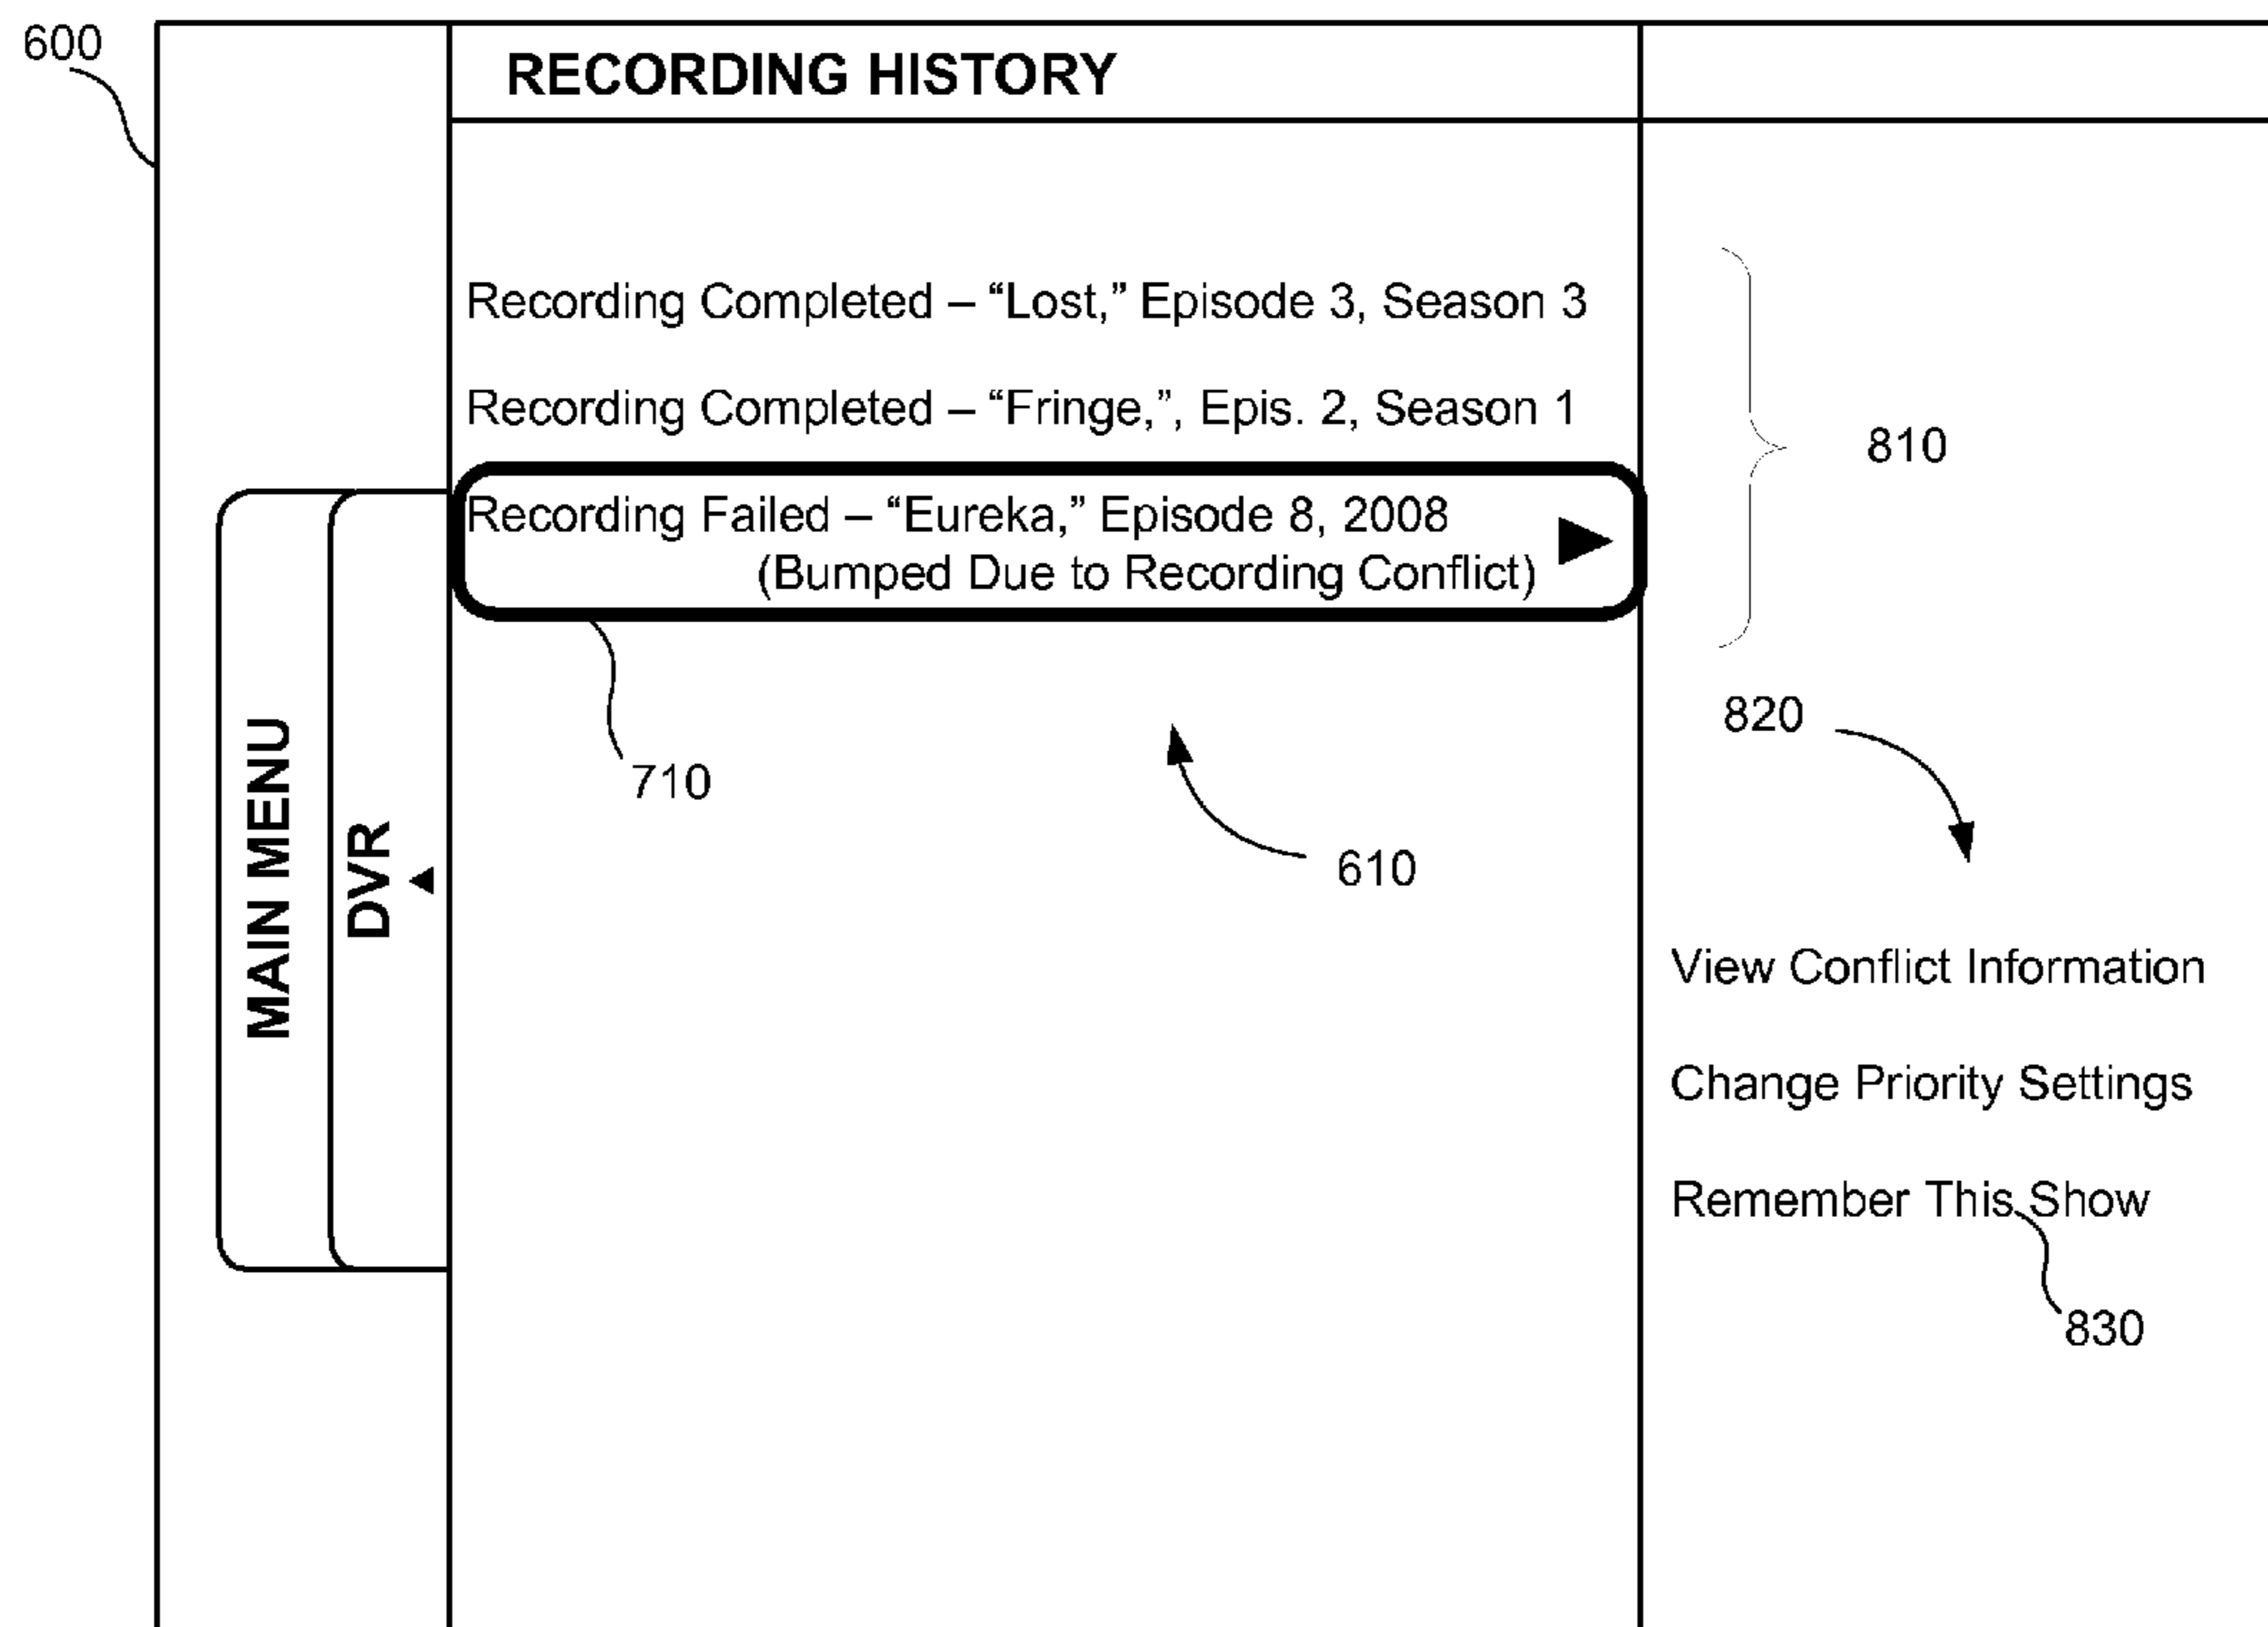 600
RECORDING HISTORY
Recording Completed – “Lost,” Episode 3, Season 3
Recording Completed – “Fringe,”, Epis. 2, Season 1
810
Recording Failed – “Eureka,” Episode 8, 2008
(Bumped Due to Recording Conflict)
710
610
820
MAIN MENU
DVR
View Conflict Information
Change Priority Settings
Remember This Show
830